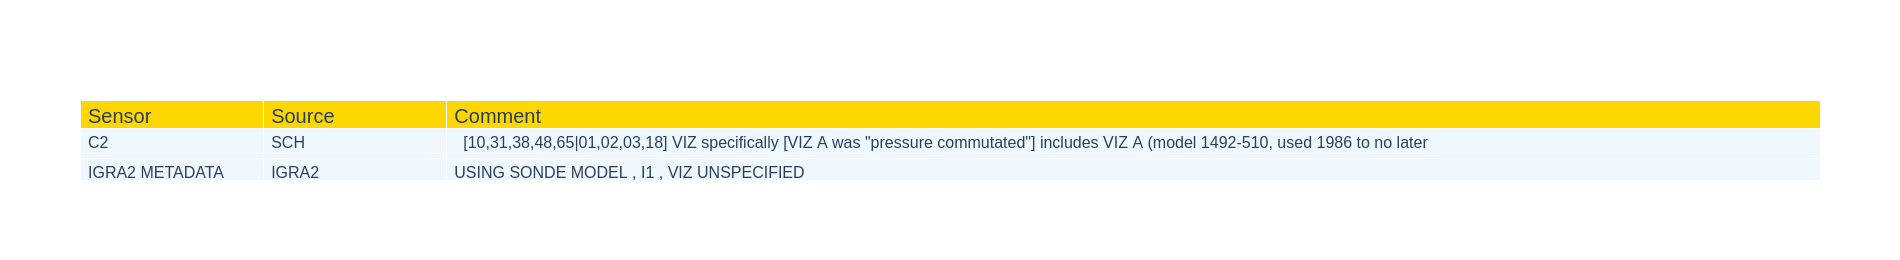 Sensor Source Comment
C2 SCH [10,31,38,48,65|01,02,03,18] VIZ specifically [VIZ A was "pressure commutated"] includes VIZ A (model 1492-510, used 1986 to no later
IGRA2 METADATA IGRA2 USING SONDE MODEL , I1 , VIZ UNSPECIFIED